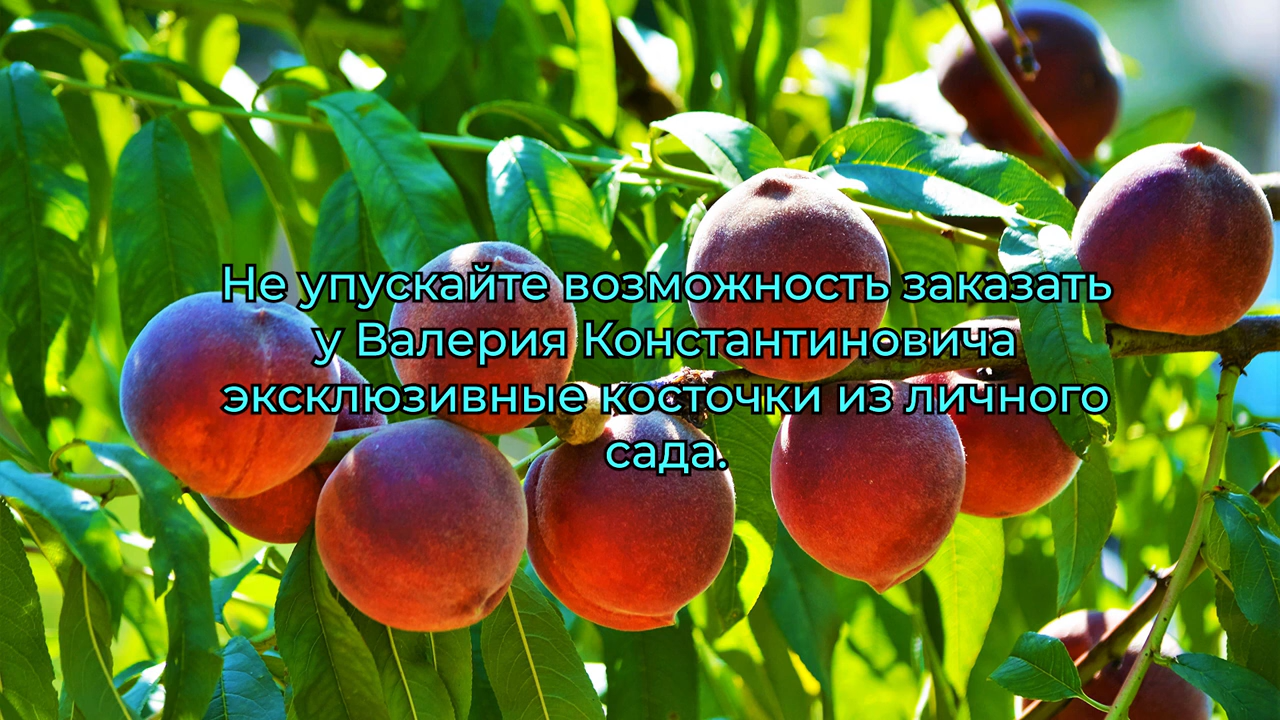 Не упускайте возможность заказать
у Валерия Константиновича
эксклюзивные косточки из личного
сада.